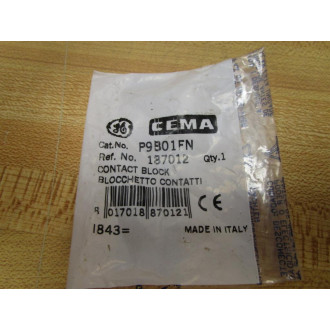 GE CEMA
Cat.No. P9B01FN
Ref. No. 187012 Qty.1
CONTACT BLOCK
BLOCCHETTO CONTATTI
8 017018 870121 CE
1843= MADE IN ITALY